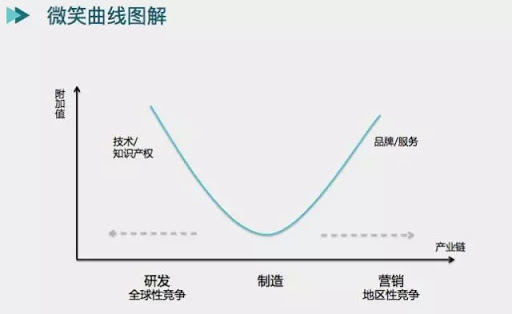 微笑曲线图解
附加值
技术/
知识产权
品牌/服务
产业链
研发
全球性竞争
制造
营销
地区性竞争